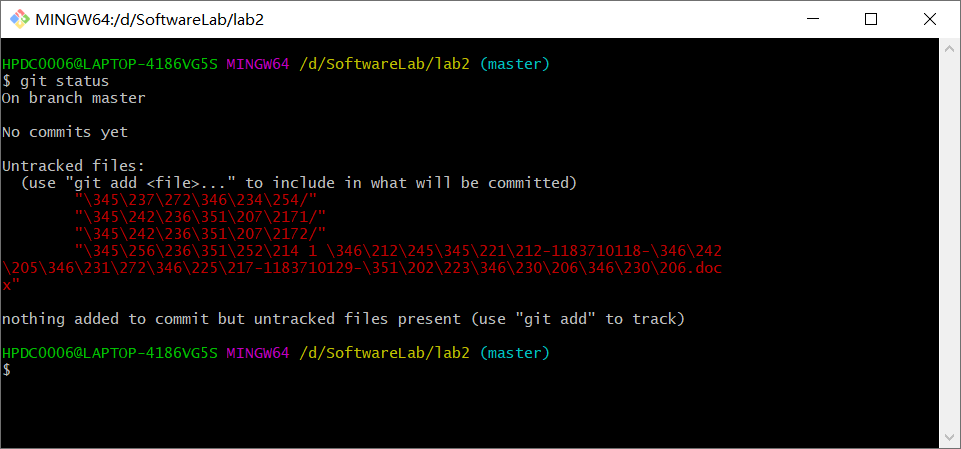 MINGW64:/d/SoftwareLab/lab2
HPDC0006@LAPTOP-4186VG5S MINGW64 /d/SoftwareLab/lab2 (master)
$ git status
On branch master
No commits yet
Untracked files:
(use "git add <file>..." to include in what will be committed)
"\345\237\272\346\234\254/"
"\345\242\236\351\207\2171/"
"\345\242\236\351\207\2172/"
"\345\256\236\351\252\214 1 \346\212\245\345\221\212-1183710118-\346\242
\205\346\231\272\346\225\217-1183710129-\351\202\223\346\230\206\346\230\206.doc
x"
nothing added to commit but untracked files present (use "git add" to track)
HPDC0006@LAPTOP-4186VG5S MINGW64 /d/SoftwareLab/lab2 (master)
$